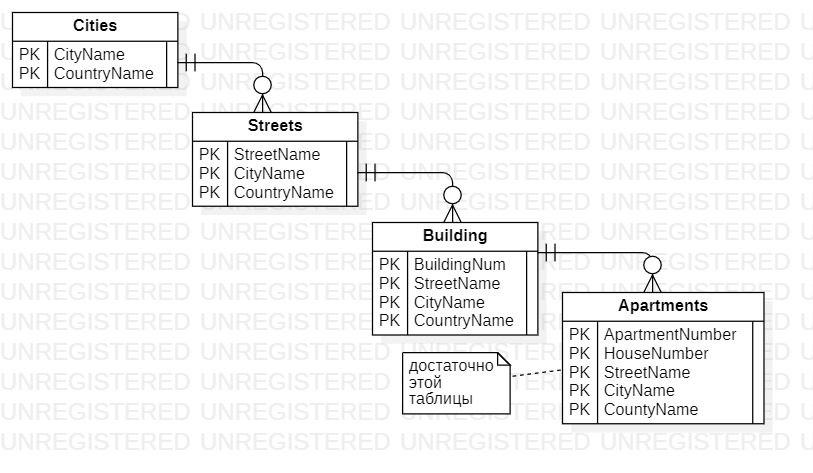 Cities
PK CityName
PK CountryName
Streets
PK StreetName
PK CityName
PK CountryName
Building
PK BuildingNum
PK StreetName
PK CityName
PK CountryName
Apartments
PK ApartmentNumber
PK HouseNumber
PK StreetName
PK CityName
PK CountyName
достаточно
этой
таблицы
UNREGISTERED UNREGISTERED UNREGISTERED UNREGISTERED